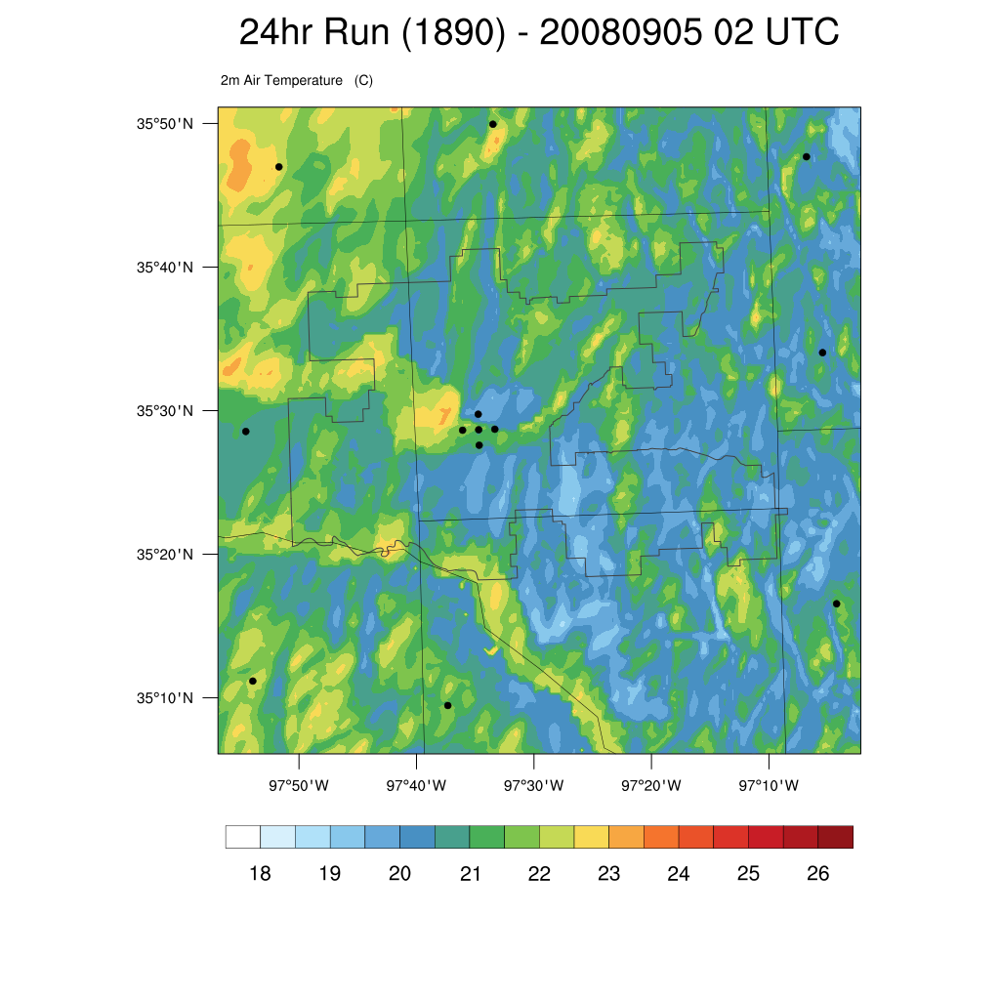 24hr Run (1890) - 20080905 02 UTC
2m Air Temperature (C)
35°50'N
35°40'N
35°30'N
35°20'N
35°10'N
97°50'W 97°40'W 97°30'W 97°20'W 97°10'W
18 19 20 21 22 23 24 25 26